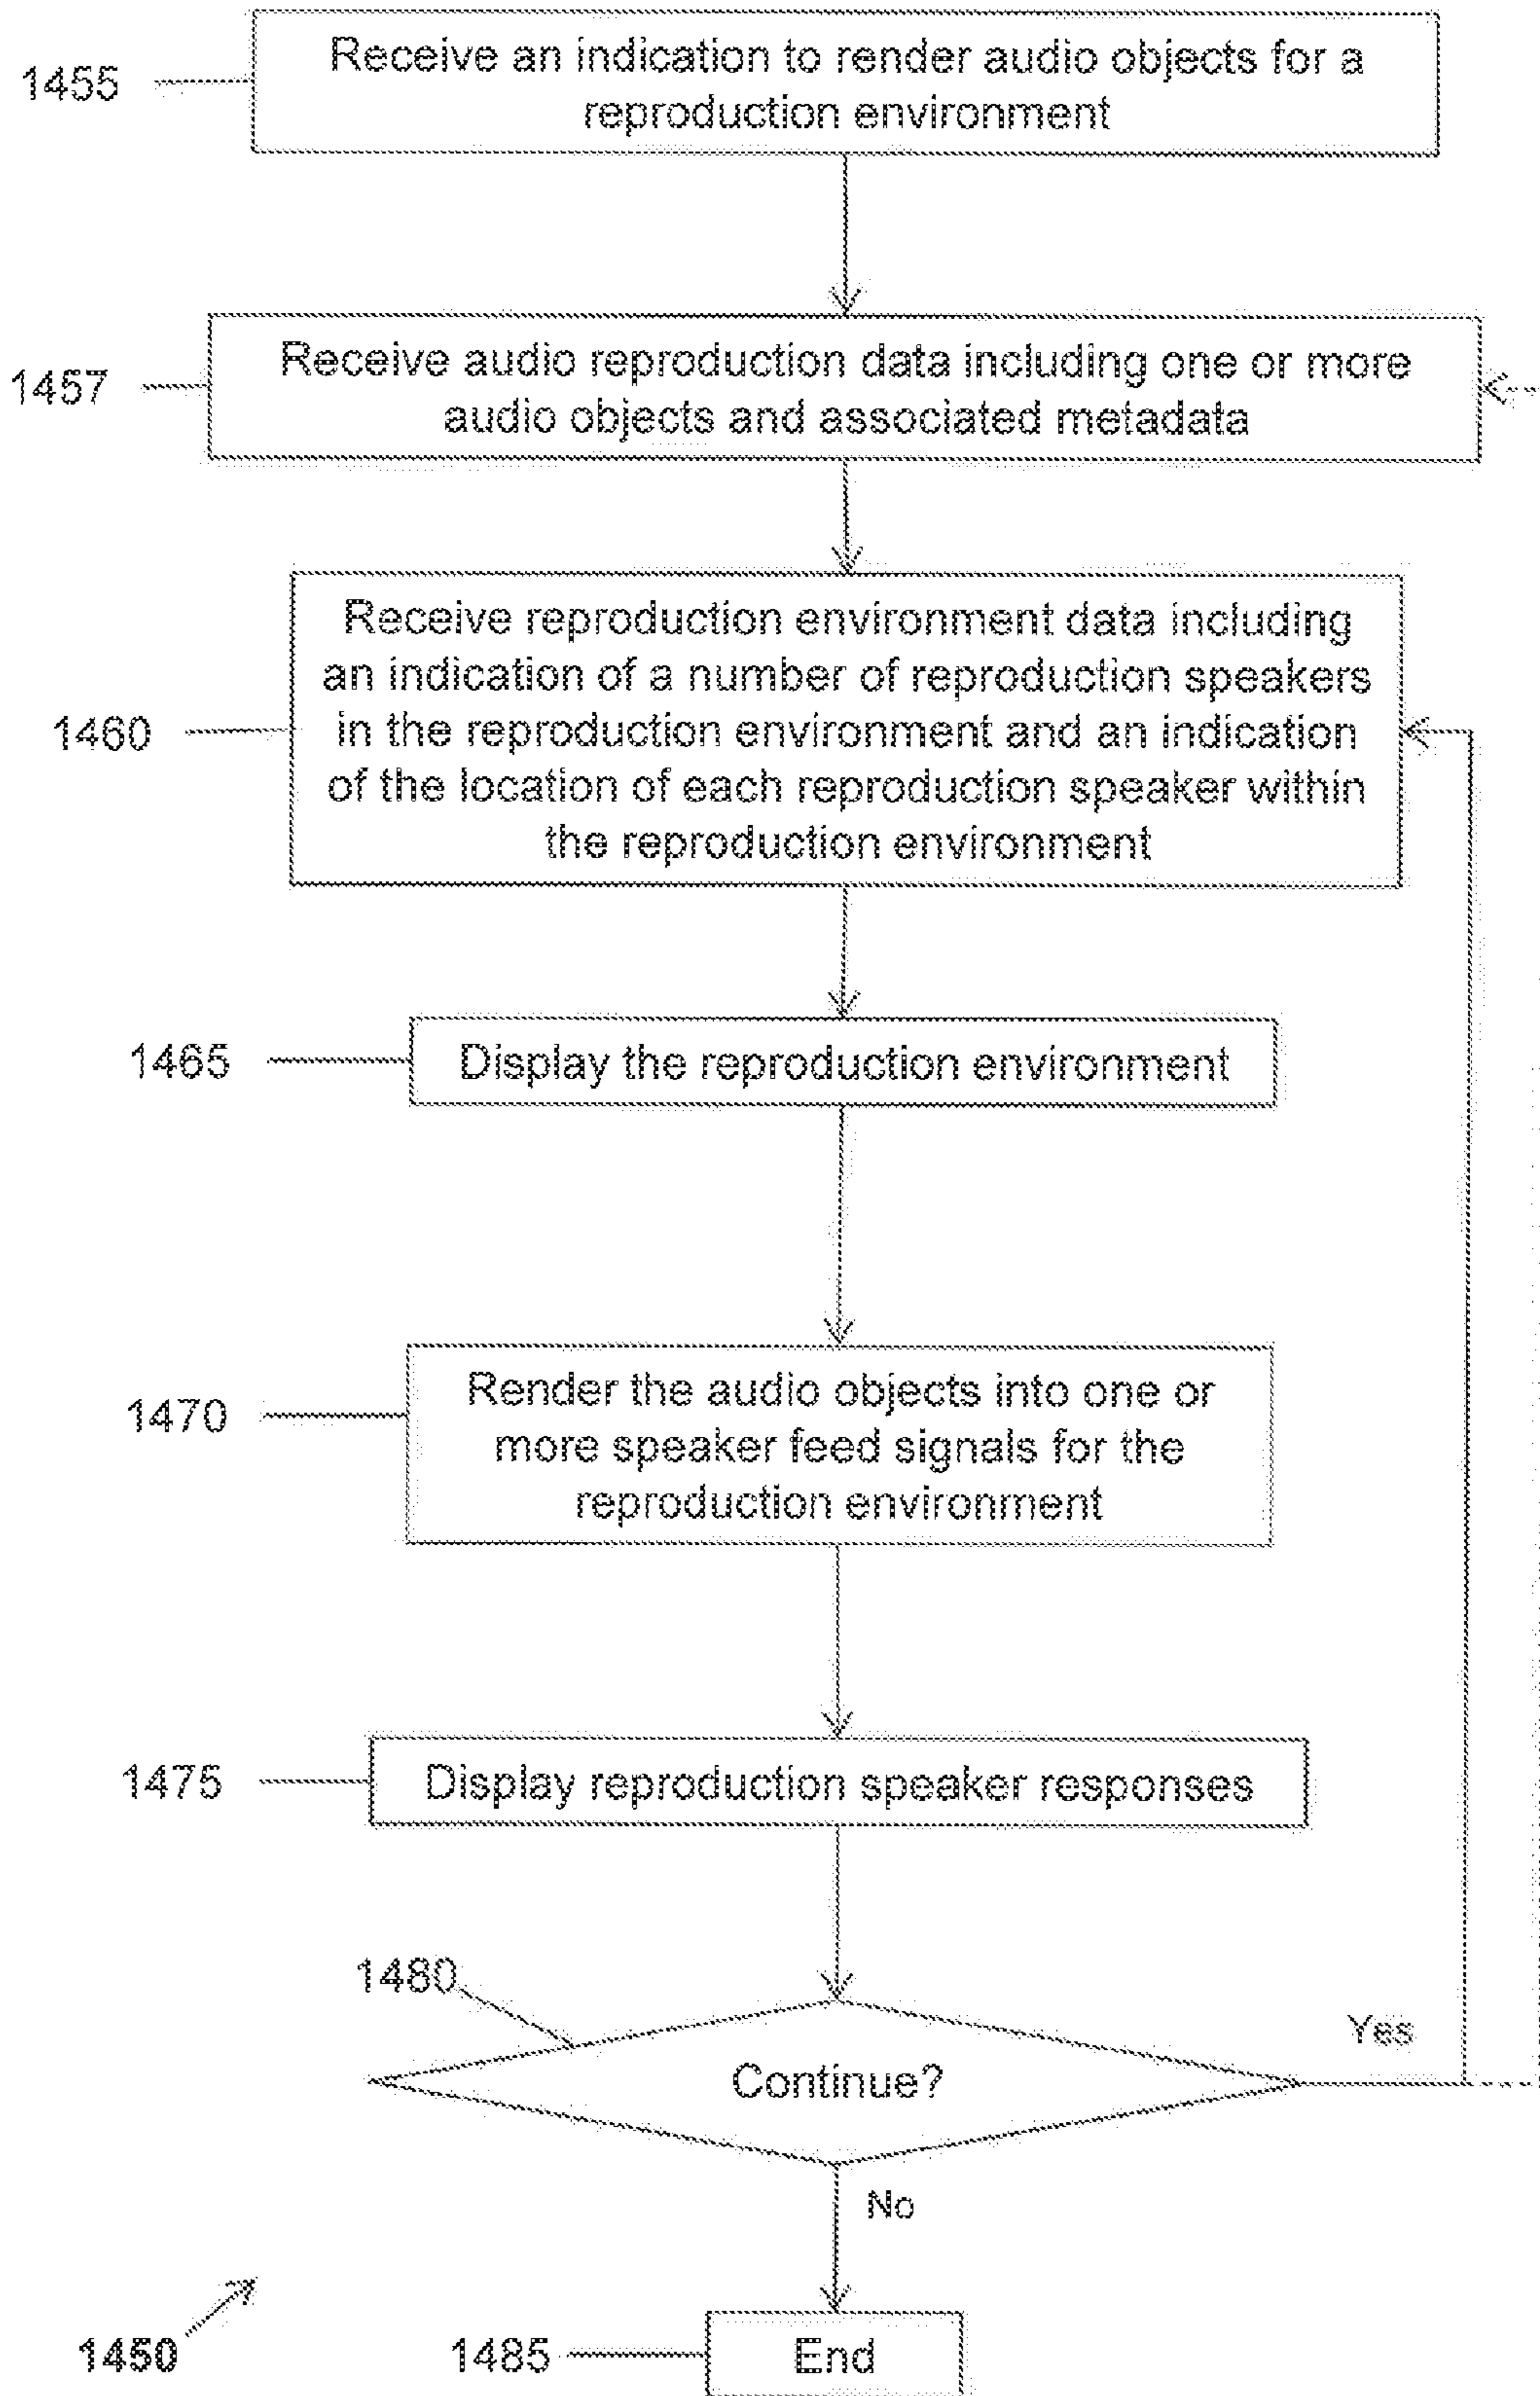 1455
Receive an indication to render audio objects for a
reproduction environment
1457
Receive audio reproduction data including one or more
audio objects and associated metadata
1460
Receive reproduction environment data including
an indication of a number of reproduction speakers
in the reproduction environment and an indication
of the location of each reproduction speaker within
the reproduction environment
1465
Display the reproduction environment
1470
Render the audio objects into one or
more speaker feed signals for the
reproduction environment
1475
Display reproduction speaker responses
1480
Continue?
Yes
No
1450
1485
End